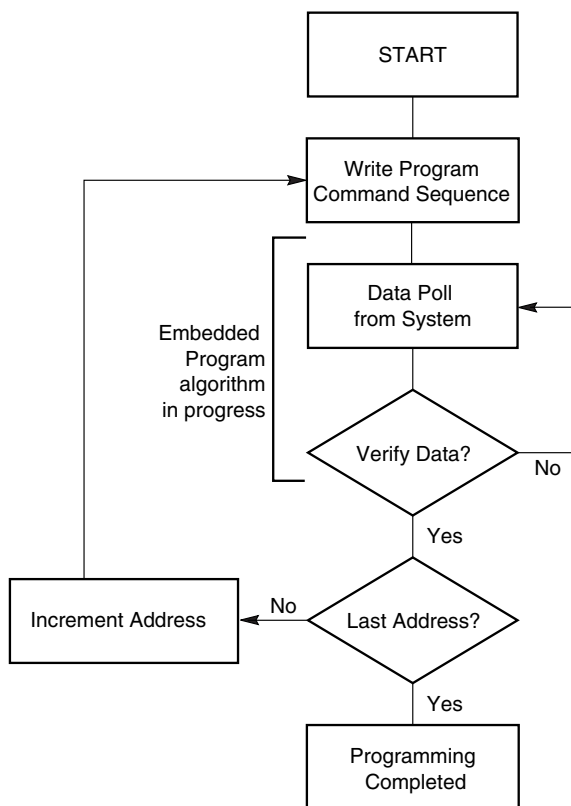 START
Write Program
Command Sequence
Data Poll
from System
Embedded
Program
algorithm
in progress
Verify Data?
No
Yes
Increment Address
No
Last Address?
Yes
Programming
Completed